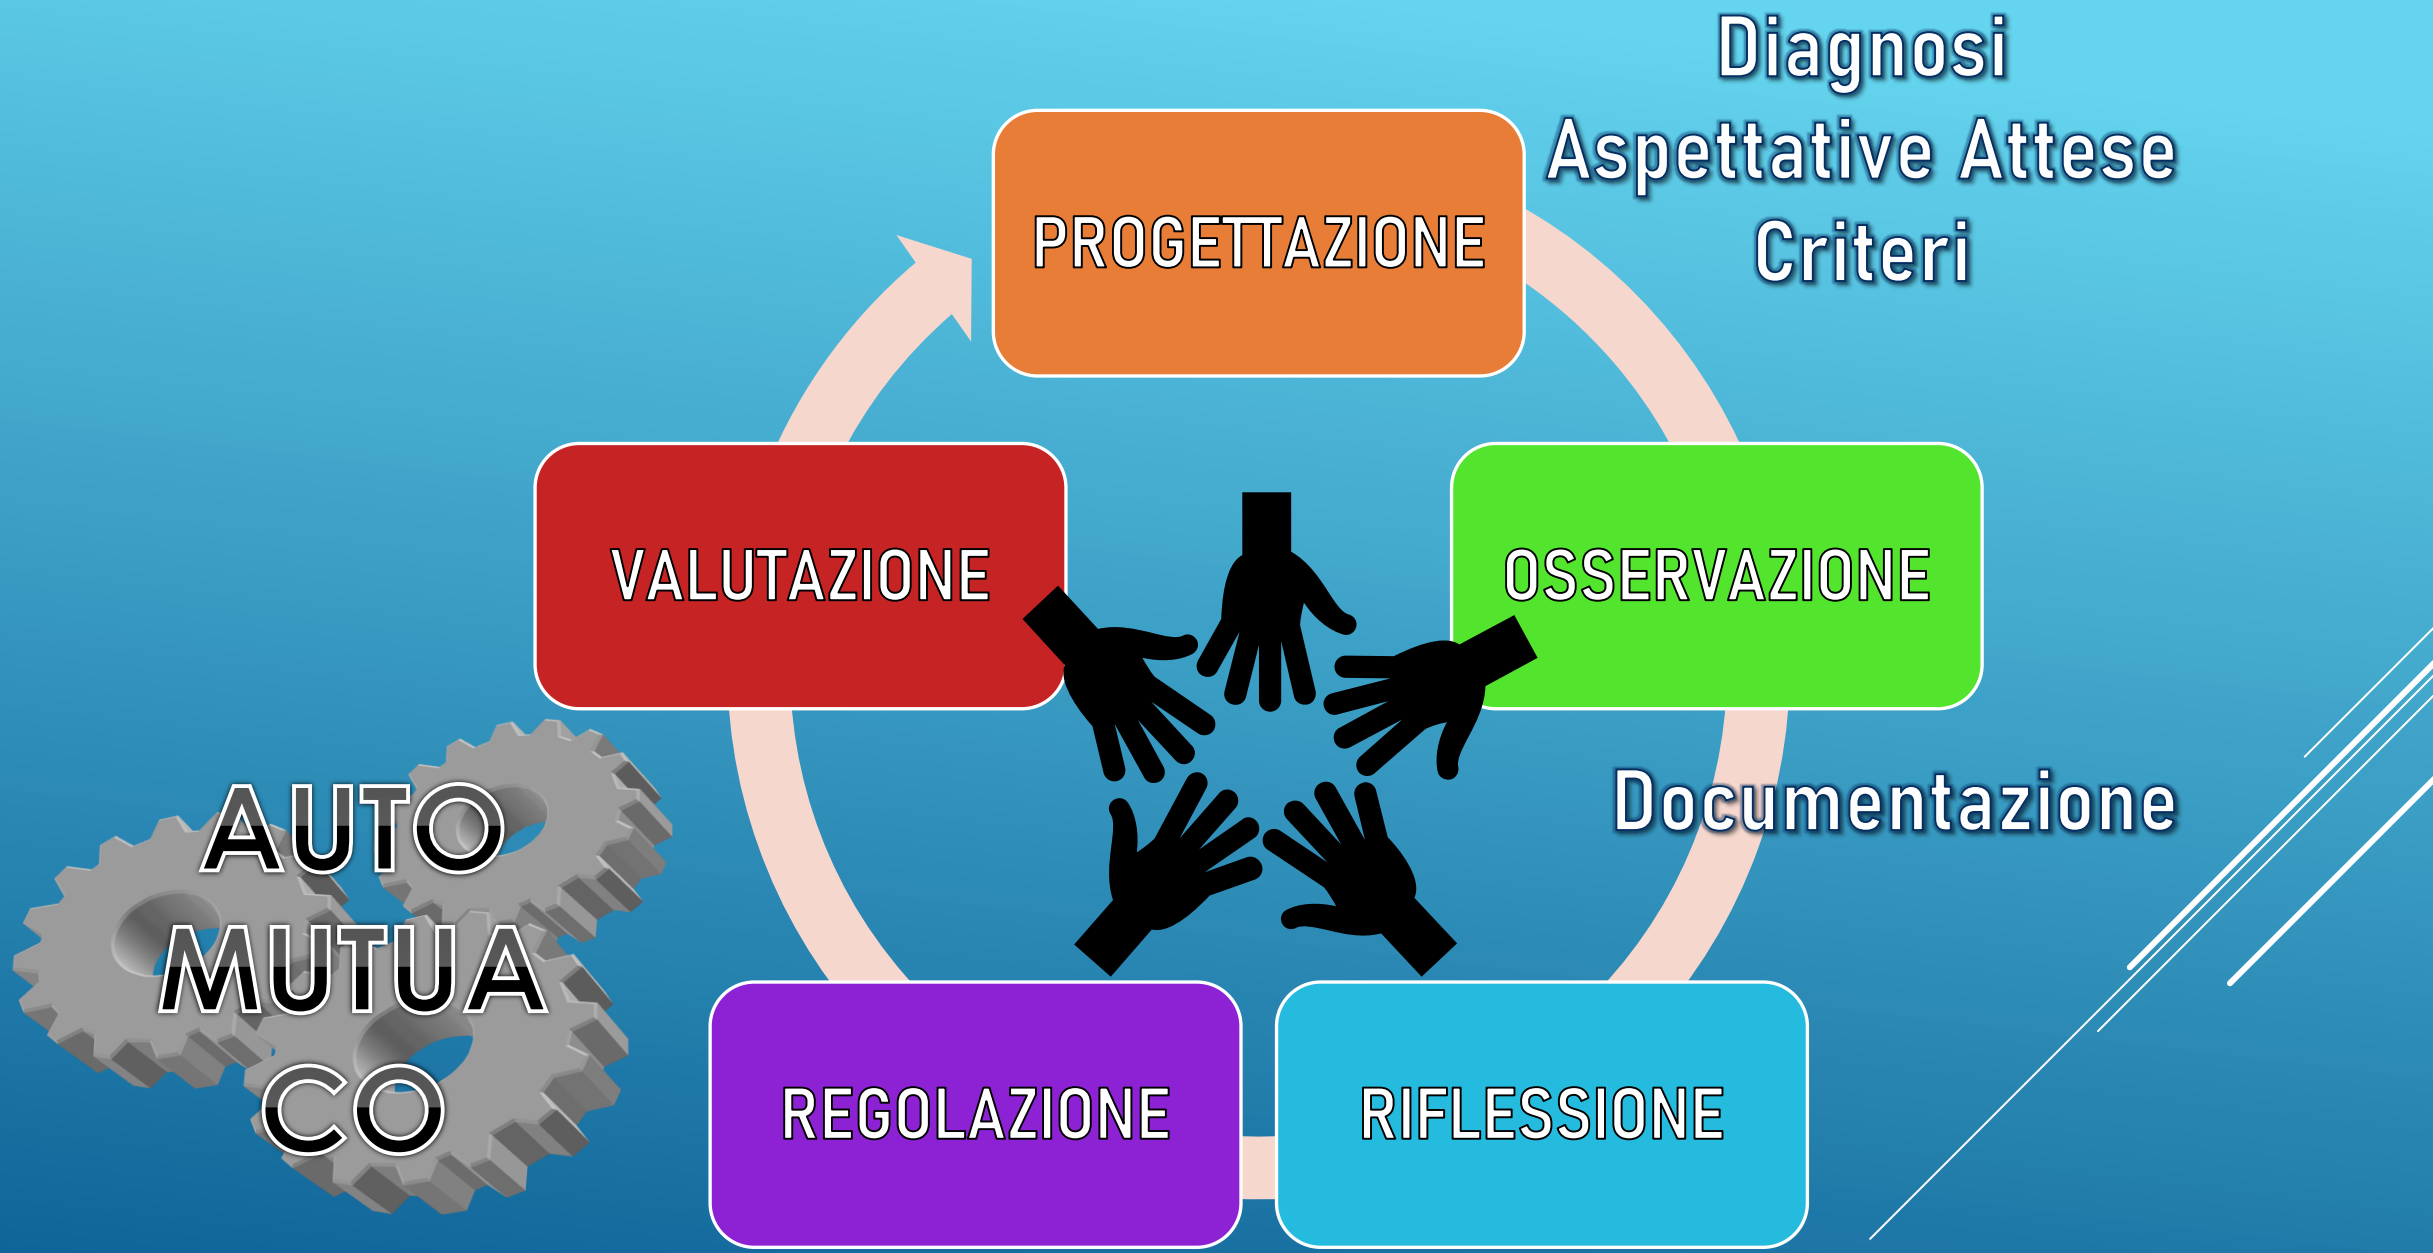 Diagnosi
Aspettative Attese
Criteri
PROGETTAZIONE
VALUTAZIONE
OSSERVAZIONE
Documentazione
AUTO
MUTUA
CO
REGOLAZIONE
RIFLESSIONE